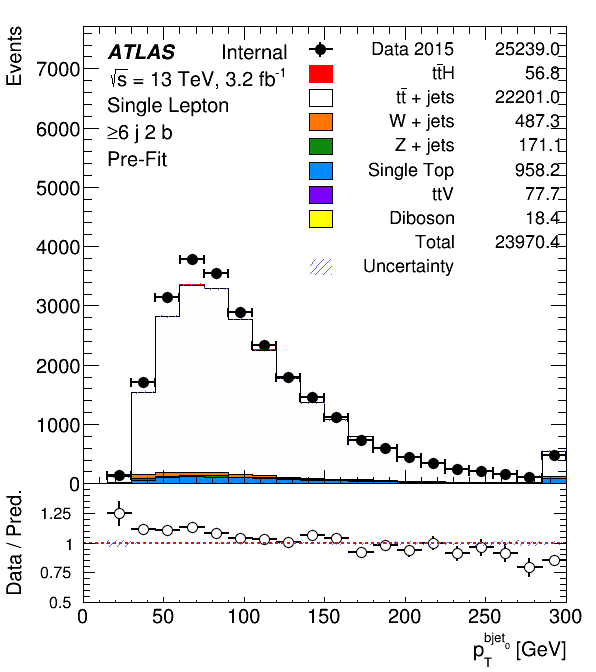 Events
7000
6000
5000
4000
3000
2000
1000
0
ATLAS Internal
√s = 13 TeV, 3.2 fb⁻¹
Single Lepton
≥6 j 2 b
Pre-Fit
Data 2015 25239.0
tt̄H 56.8
tt̄ + jets 22201.0
W + jets 487.3
Z + jets 171.1
Single Top 958.2
ttV 77.7
Diboson 18.4
Total 23970.4
Uncertainty
Data / Pred.
1.25
1
0.75
0.5
0 50 100 150 200 250 300
p_T^bjet₀ [GeV]